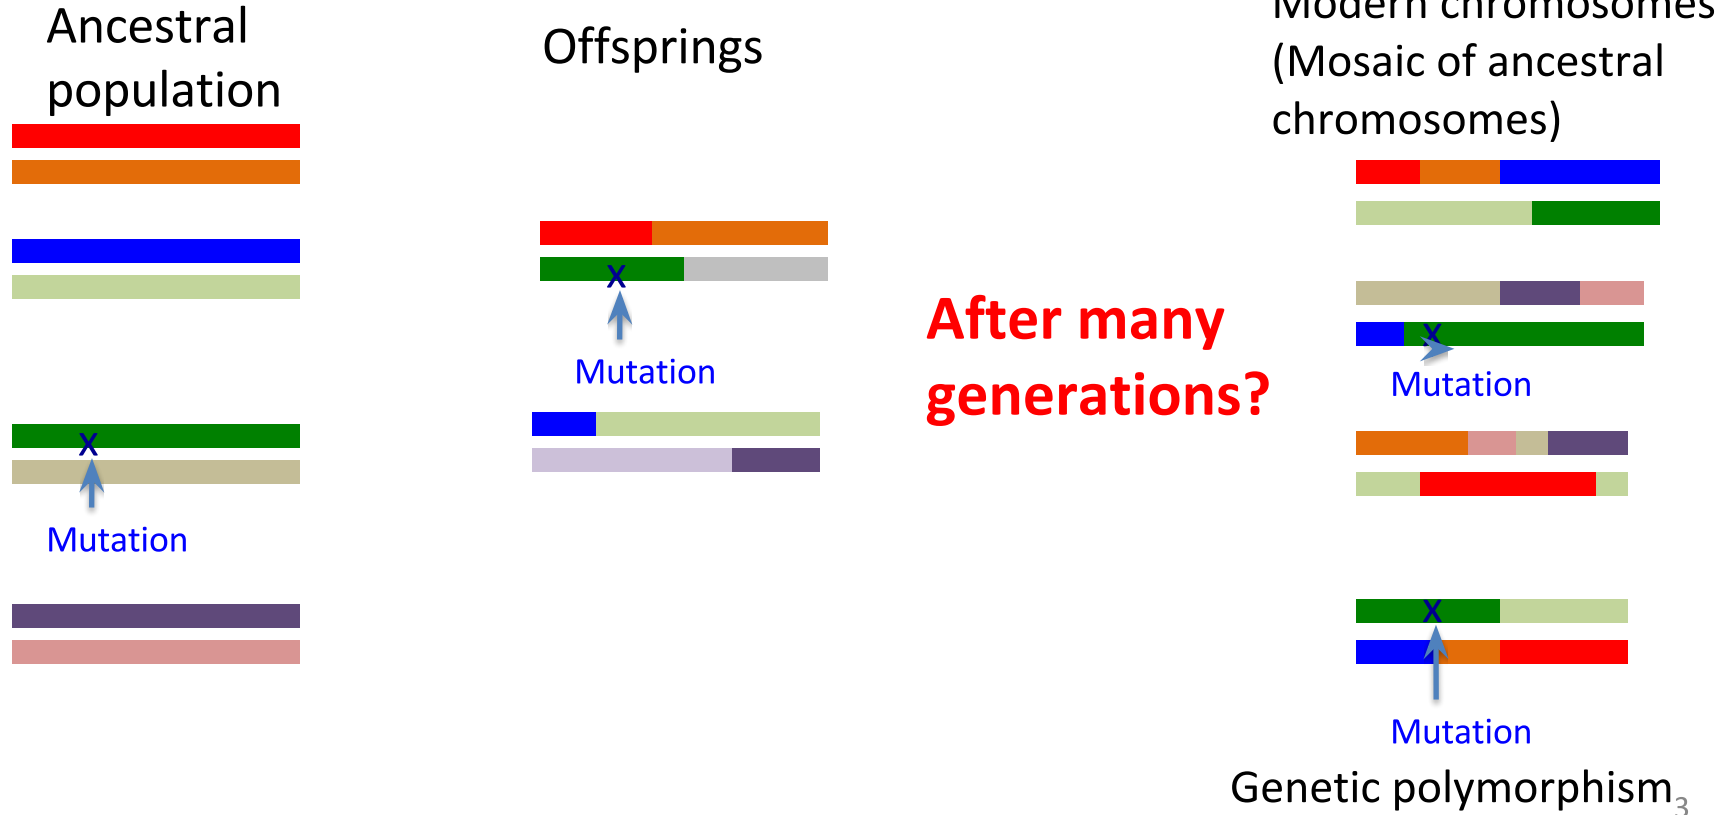 Ancestral
population
Offsprings
Modern chromosomes
(Mosaic of ancestral
chromosomes)
X
Mutation
X
Mutation
After many
generations?
X
Mutation
X
Mutation
Genetic polymorphism
3